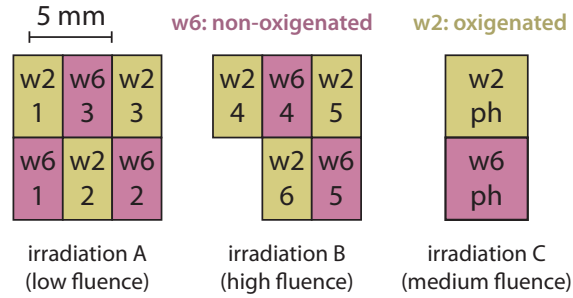 5 mm
w6: non-oxigenated
w2: oxigenated
w2 w6 w2
1 3 3
w6 w2 w6
1 2 2
w2 w6 w2
4 4 5
w2 w6
6 5
w2
ph
w6
ph
irradiation A
(low fluence)
irradiation B
(high fluence)
irradiation C
(medium fluence)